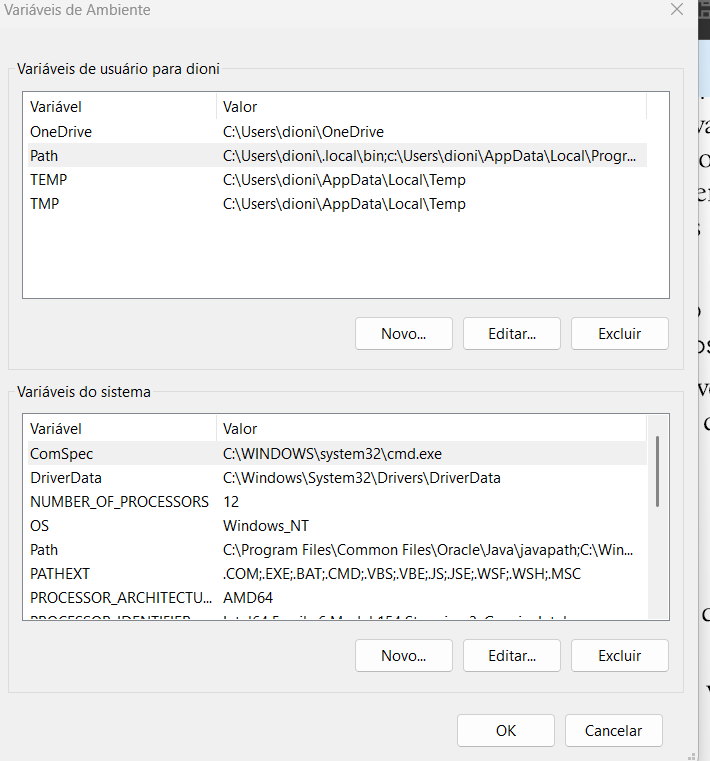 Variáveis de Ambiente
Variáveis de usuário para dioni
Variável Valor
OneDrive C:\Users\dioni\OneDrive
Path C:\Users\dioni\.local\bin;c:\Users\dioni\AppData\Local\Progr...
TEMP C:\Users\dioni\AppData\Local\Temp
TMP C:\Users\dioni\AppData\Local\Temp
Novo... Editar... Excluir
Variáveis do sistema
Variável Valor
ComSpec C:\WINDOWS\system32\cmd.exe
DriverData C:\Windows\System32\Drivers\DriverData
NUMBER_OF_PROCESSORS 12
OS Windows_NT
Path C:\Program Files\Common Files\Oracle\Java\javapath;C:\Win...
PATHEXT .COM;.EXE;.BAT;.CMD;.VBS;.VBE;.JS;.JSE;.WSF;.WSH;.MSC
PROCESSOR_ARCHITECTU... AMD64
Novo... Editar... Excluir
OK Cancelar